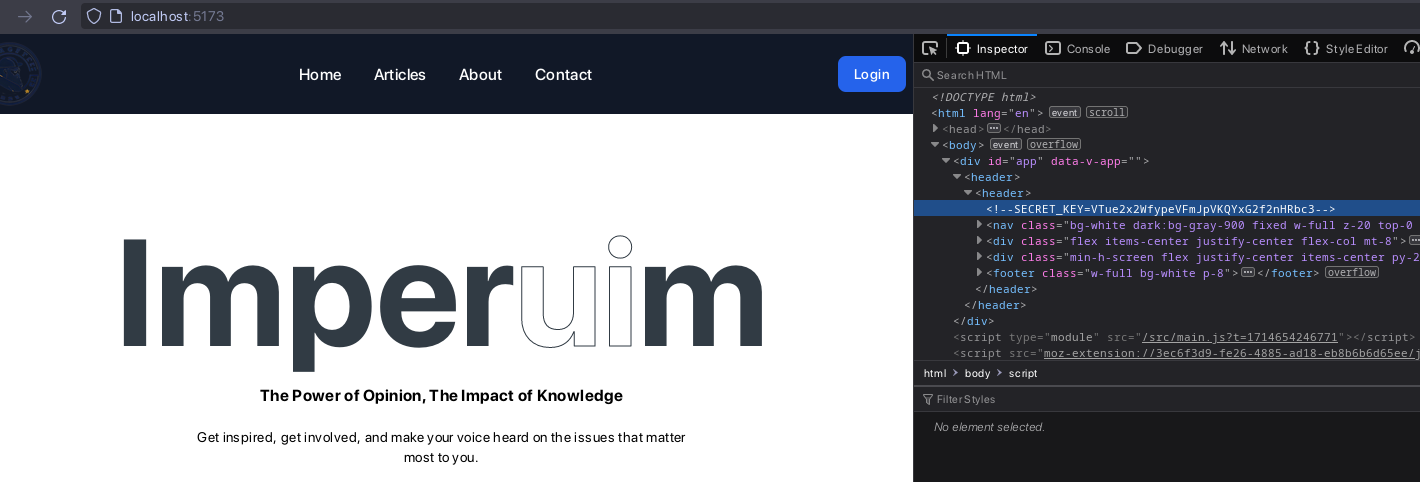 localhost:5173
Home Articles About Contact Login
Imperuim
The Power of Opinion, The Impact of Knowledge
Get inspired, get involved, and make your voice heard on the issues that matter
most to you.
Inspector Console Debugger Network Style Editor
Search HTML
<!DOCTYPE html>
<html lang="en"> event scroll
<head> ••• </head>
<body> event overflow
<div id="app" data-v-app="">
<header>
<header>
<!--SECRET_KEY=VTue2x2WfypeVFmJpVKQYxG2f2nHRbc3-->
<nav class="bg-white dark:bg-gray-900 fixed w-full z-20 top-0
<div class="flex items-center justify-center flex-col mt-8"> •••
<div class="min-h-screen flex justify-center items-center py-2
<footer class="w-full bg-white p-8"> ••• </footer> overflow
</header>
</header>
</div>
<script type="module" src="/src/main.js?t=1714654246771"></script>
<script src="moz-extension://3ec6f3d9-fe26-4885-ad18-eb8b6b6d65ee/j
html > body > script
Filter Styles
No element selected.